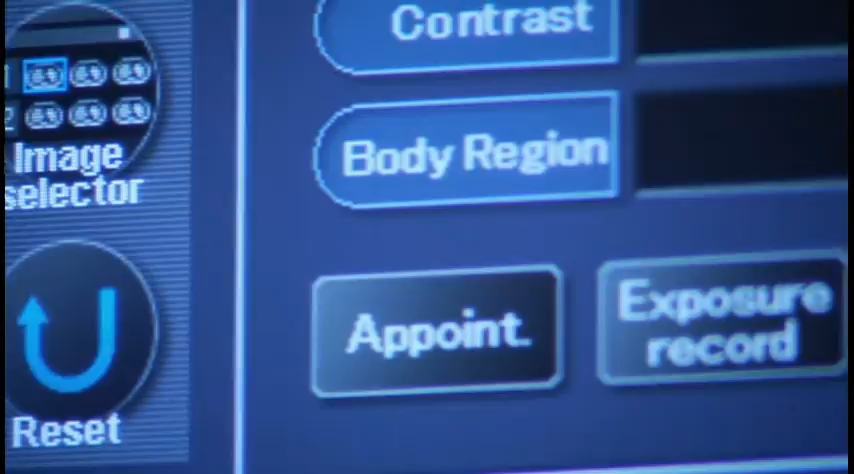 Image
selector
Reset
Contrast
Body Region
Appoint.
Exposure
record